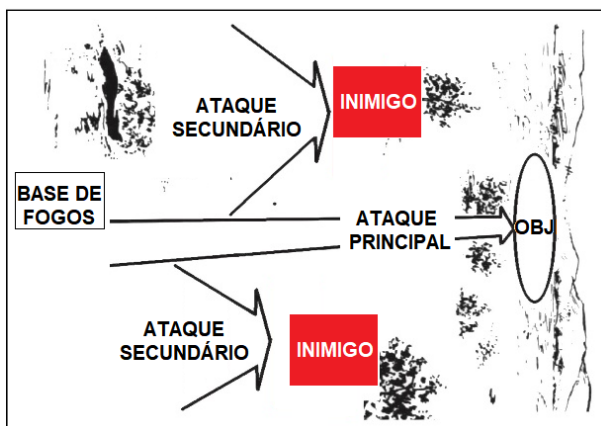 ATAQUE
SECUNDÁRIO
INIMIGO
BASE DE
FOGOS
ATAQUE
PRINCIPAL
OBJ
ATAQUE
SECUNDÁRIO
INIMIGO